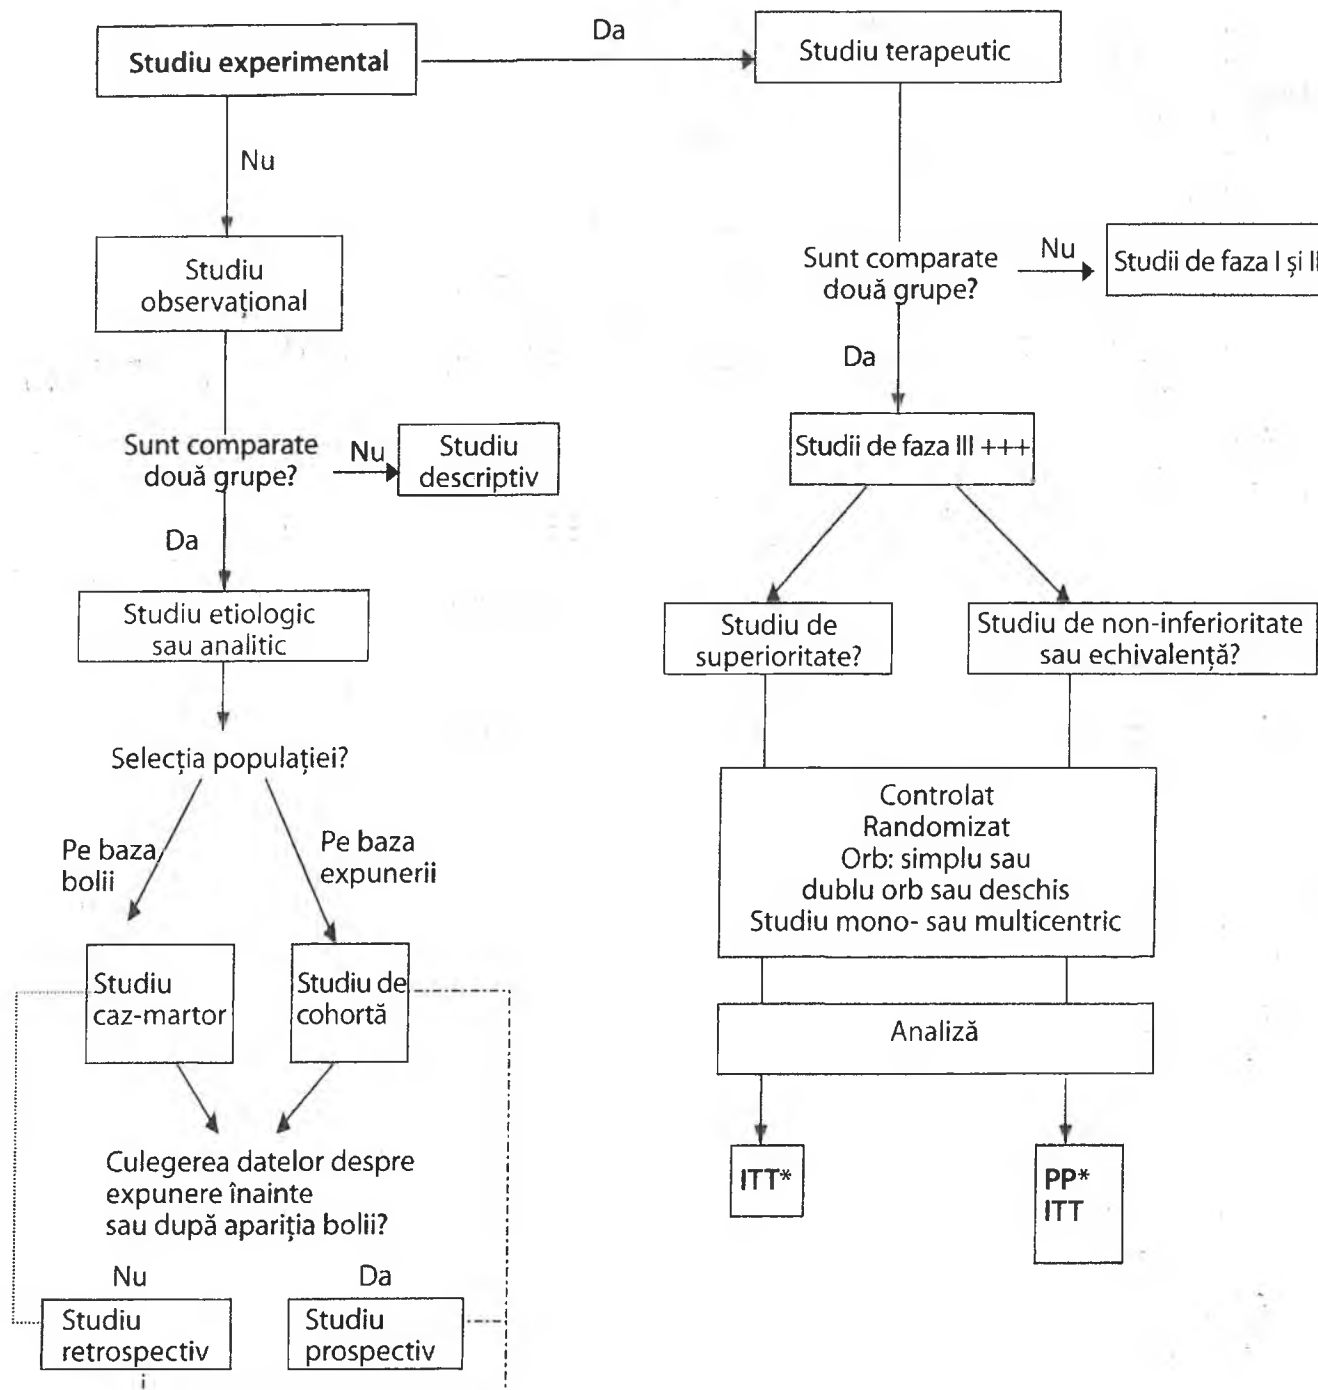 Studiu experimental
Da
Studiu terapeutic
Nu
Studiu
observațional
Sunt comparate
două grupe?
Nu
Studii de faza I și II
Da
Sunt comparate
două grupe?
Nu
Studiu
descriptiv
Studii de faza III +++
Da
Studiu etiologic
sau analitic
Studiu de
superioritate?
Studiu de non-inferioritate
sau echivalență?
Selecția populației?
Pe baza
bolii
Pe baza
expunerii
Controlat
Randomizat
Orb: simplu sau
dublu orb sau deschis
Studiu mono- sau multicentric
Studiu
caz-martor
Studiu de
cohortă
Analiză
Culegerea datelor despre
expunere înainte
sau după apariția bolii?
ITT*
PP*
ITT
Nu
Da
Studiu
retrospectiv
Studiu
prospectiv